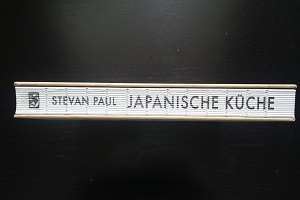 STEVAN PAUL JAPANISCHE KÜCHE